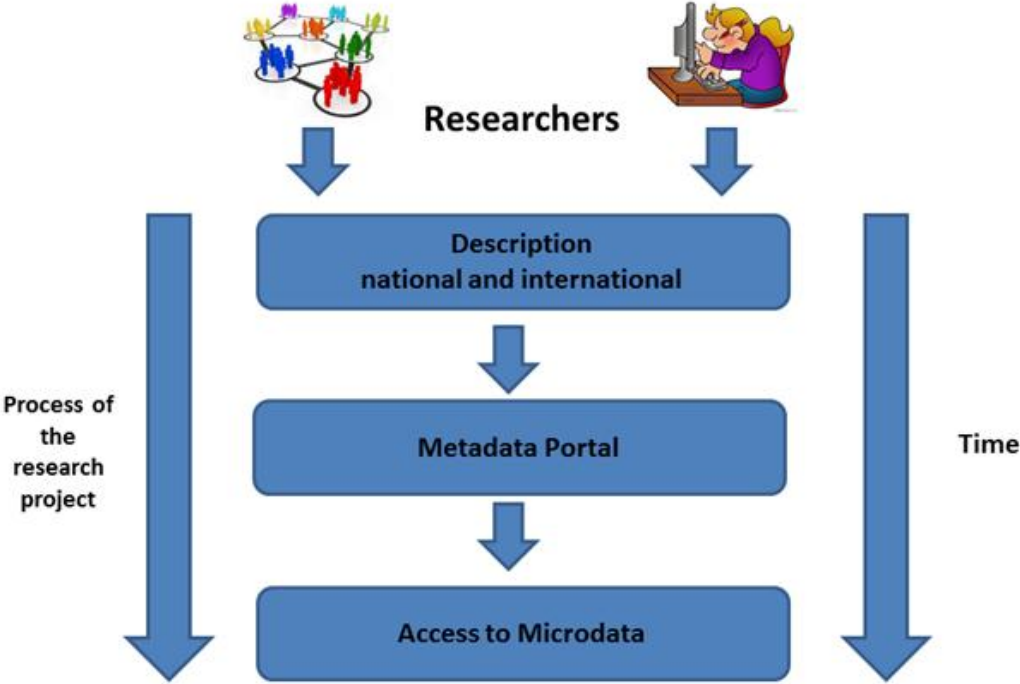 Researchers
Description
national and international
Process of
the
research
project
Metadata Portal
Time
Access to Microdata